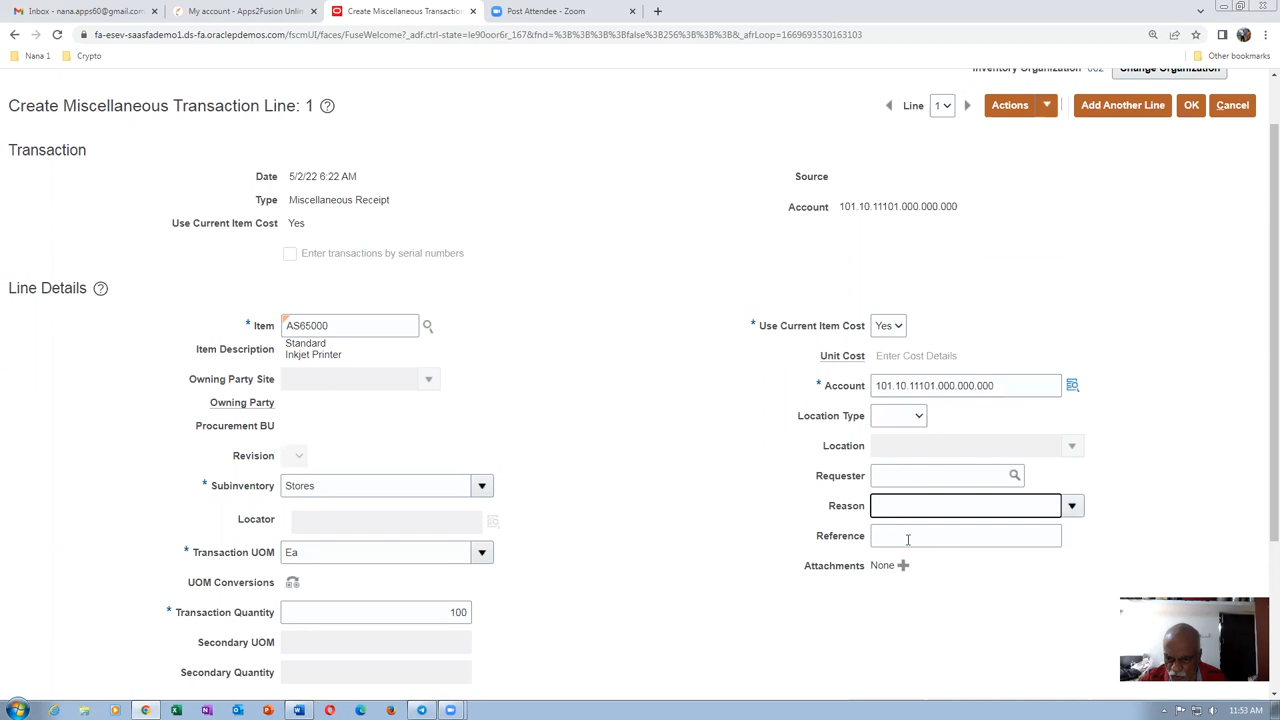 Inbox - nana.apps60@gmail.com
My account - Apps2Fusion Unlin
Create Miscellaneous Transactio
Post Attendee - Zoom
fa-esev-saasfademo1.ds-fa.oraclepdemos.com/fscmUI/faces/FuseWelcome?_adf.ctrl-state=le90oor6r_167&fnd=%3B%3B%3B%3Bfalse%3B256%3B%3B%3B&_afrLoop=1669693530163103
Nana 1
Crypto
Other bookmarks
Inventory Organization 002
Change Organization
Create Miscellaneous Transaction Line: 1
Line 1
Actions
Add Another Line
OK
Cancel
Transaction
Date 5/2/22 6:22 AM
Source
Type Miscellaneous Receipt
Account 101.10.11101.000.000.000
Use Current Item Cost Yes
Enter transactions by serial numbers
Line Details
* Item AS65000
* Use Current Item Cost Yes
Item Description Standard
Inkjet Printer
Unit Cost Enter Cost Details
Owning Party Site
* Account 101.10.11101.000.000.000
Owning Party
Location Type
Procurement BU
Location
Revision
Requester
* Subinventory Stores
Reason
Locator
Reference
* Transaction UOM Ea
Attachments None
UOM Conversions
* Transaction Quantity 100
Secondary UOM
Secondary Quantity
11:53 AM